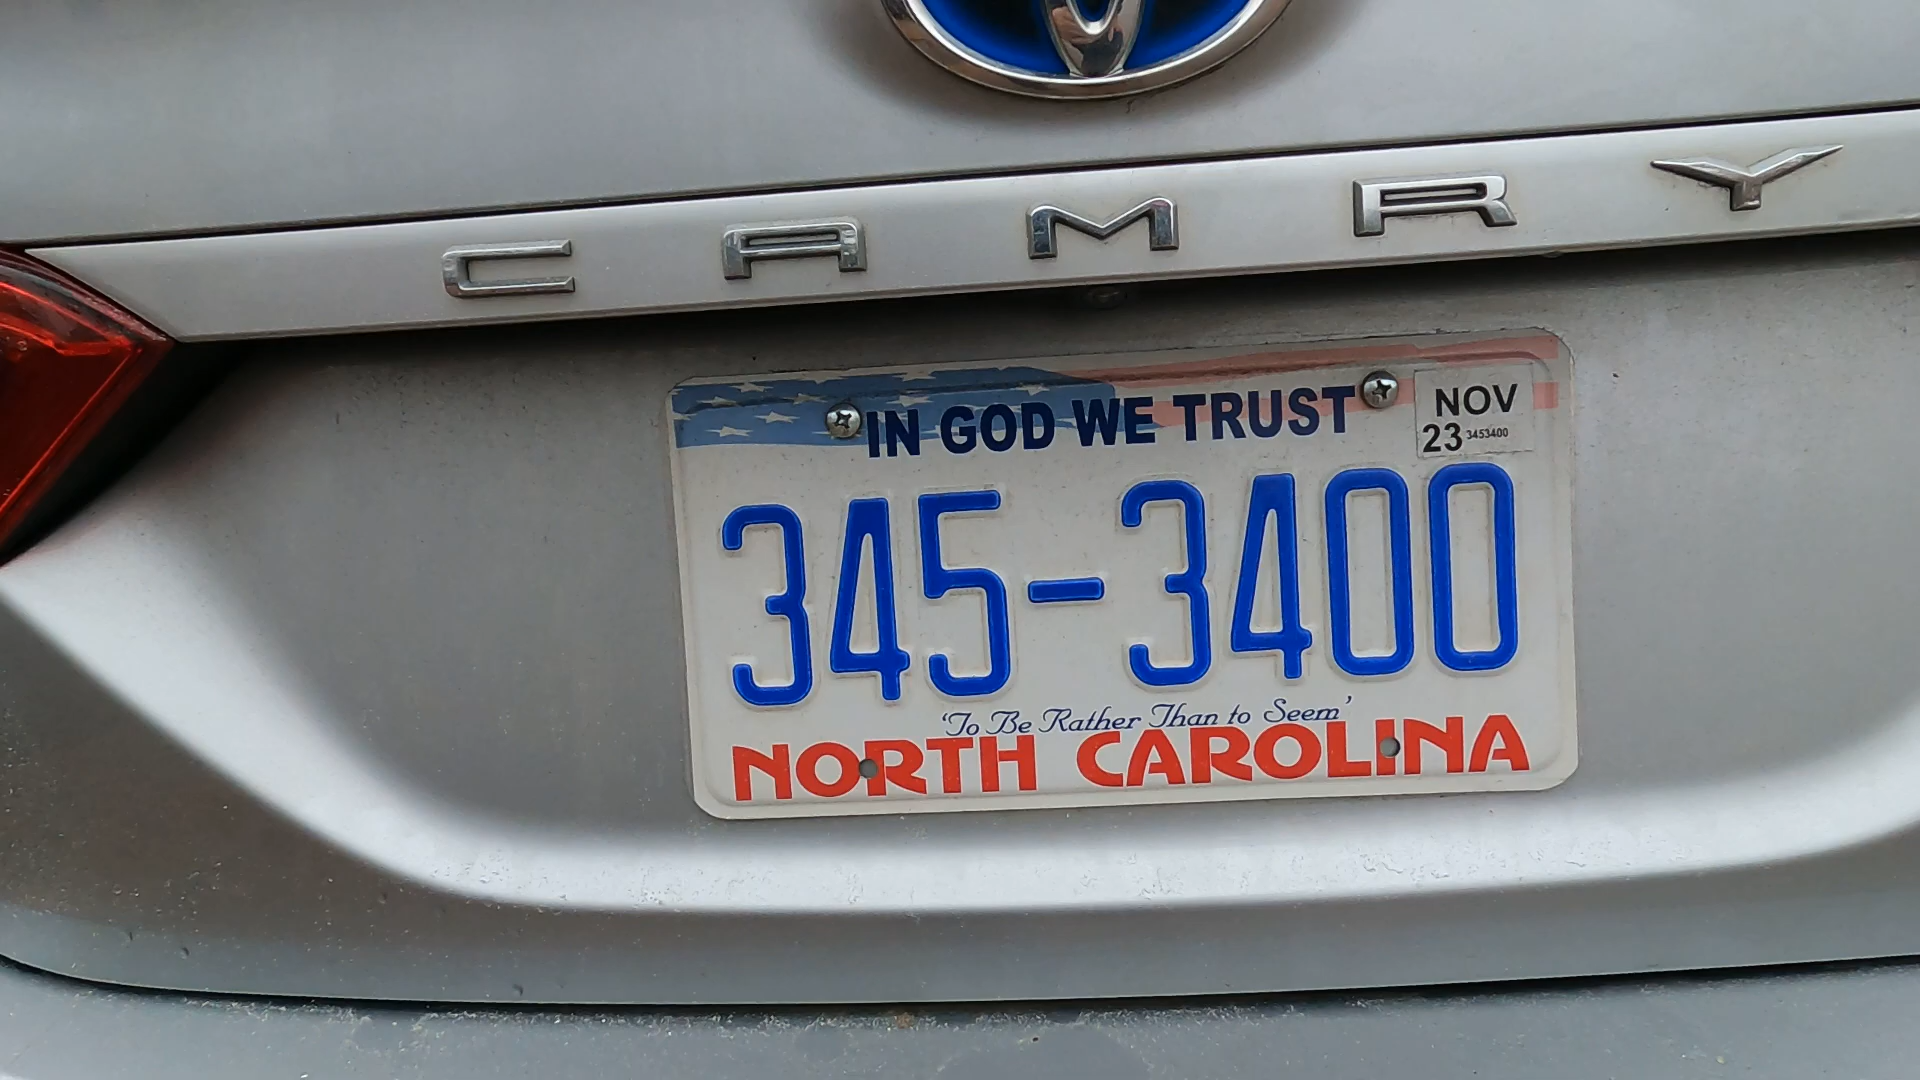 CAMRY
IN GOD WE TRUST
NOV
23 3453400
345-3400
'To Be Rather Than to Seem'
NORTH CAROLINA